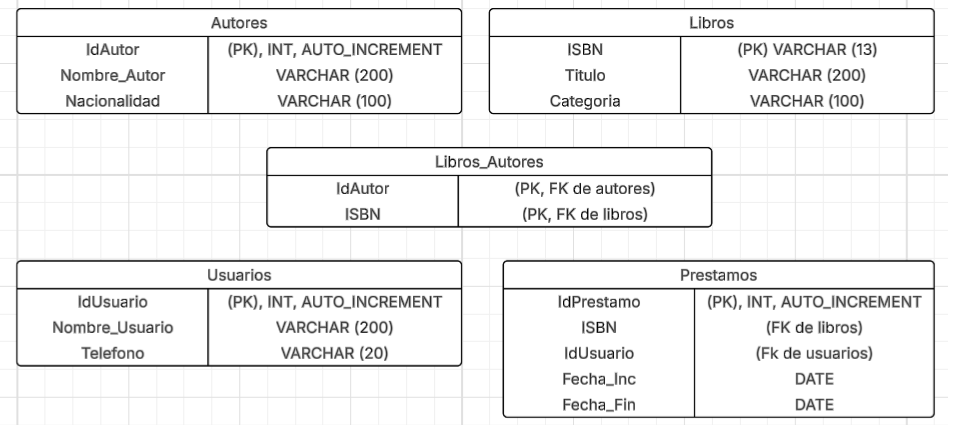 Autores
IdAutor (PK), INT, AUTO_INCREMENT
Nombre_Autor VARCHAR (200)
Nacionalidad VARCHAR (100)
Libros
ISBN (PK) VARCHAR (13)
Titulo VARCHAR (200)
Categoria VARCHAR (100)
Libros_Autores
IdAutor (PK, FK de autores)
ISBN (PK, FK de libros)
Usuarios
IdUsuario (PK), INT, AUTO_INCREMENT
Nombre_Usuario VARCHAR (200)
Telefono VARCHAR (20)
Prestamos
IdPrestamo (PK), INT, AUTO_INCREMENT
ISBN (FK de libros)
IdUsuario (Fk de usuarios)
Fecha_Inc DATE
Fecha_Fin DATE